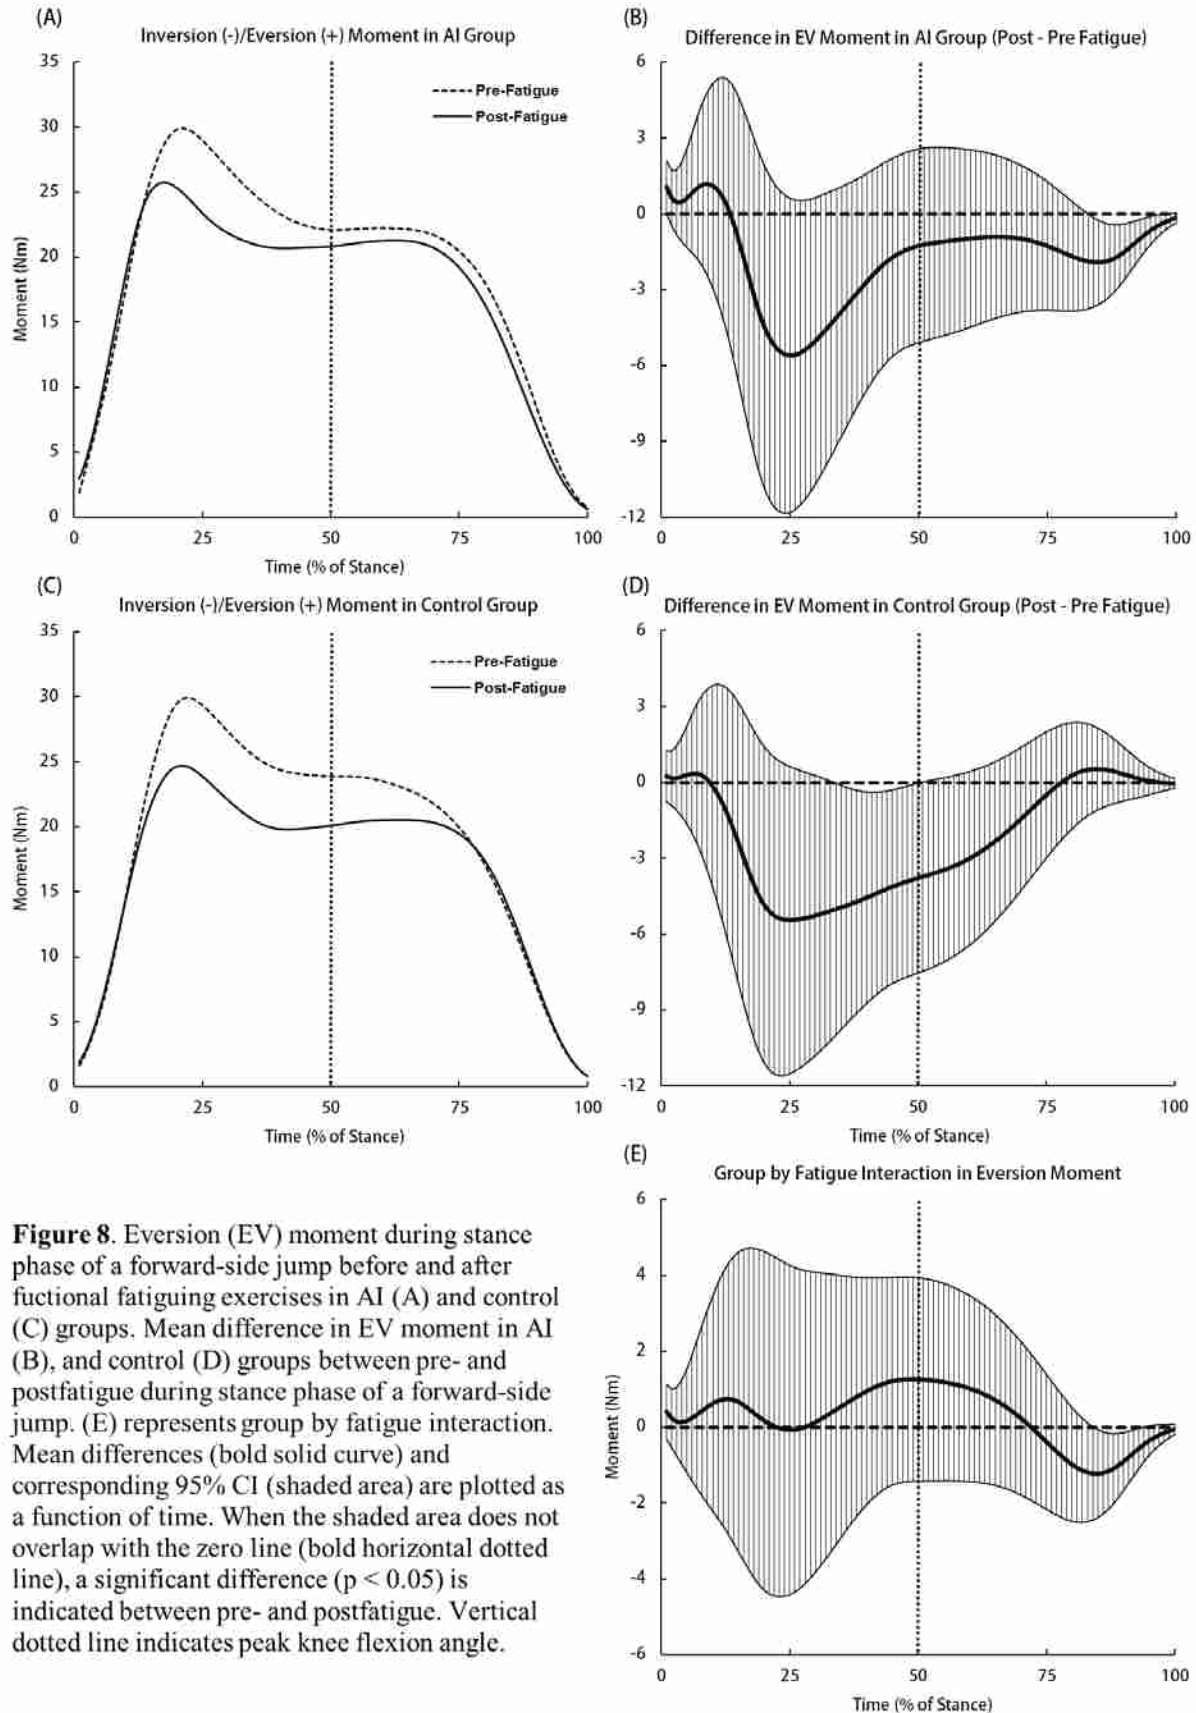 (A)
Inversion (-)/Eversion (+) Moment in AI Group
35
30
25
20
15
10
5
0
Moment (Nm)
Pre-Fatigue
Post-Fatigue
0 25 50 75 100
Time (% of Stance)
(B)
Difference in EV Moment in AI Group (Post - Pre Fatigue)
6
3
0
-3
-6
-9
-12
0 25 50 75 100
(C)
Inversion (-)/Eversion (+) Moment in Control Group
35
30
25
20
15
10
5
0
Moment (Nm)
Pre-Fatigue
Post-Fatigue
0 25 50 75 100
Time (% of Stance)
(D)
Difference in EV Moment in Control Group (Post - Pre Fatigue)
6
3
0
-3
-6
-9
-12
0 25 50 75 100
Time (% of Stance)
(E)
Group by Fatigue Interaction in Eversion Moment
6
4
2
0
-2
-4
-6
Moment (Nm)
0 25 50 75 100
Time (% of Stance)
Figure 8. Eversion (EV) moment during stance
phase of a forward-side jump before and after
fuctional fatiguing exercises in AI (A) and control
(C) groups. Mean difference in EV moment in AI
(B), and control (D) groups between pre- and
postfatigue during stance phase of a forward-side
jump. (E) represents group by fatigue interaction.
Mean differences (bold solid curve) and
corresponding 95% CI (shaded area) are plotted as
a function of time. When the shaded area does not
overlap with the zero line (bold horizontal dotted
line), a significant difference (p < 0.05) is
indicated between pre- and postfatigue. Vertical
dotted line indicates peak knee flexion angle.